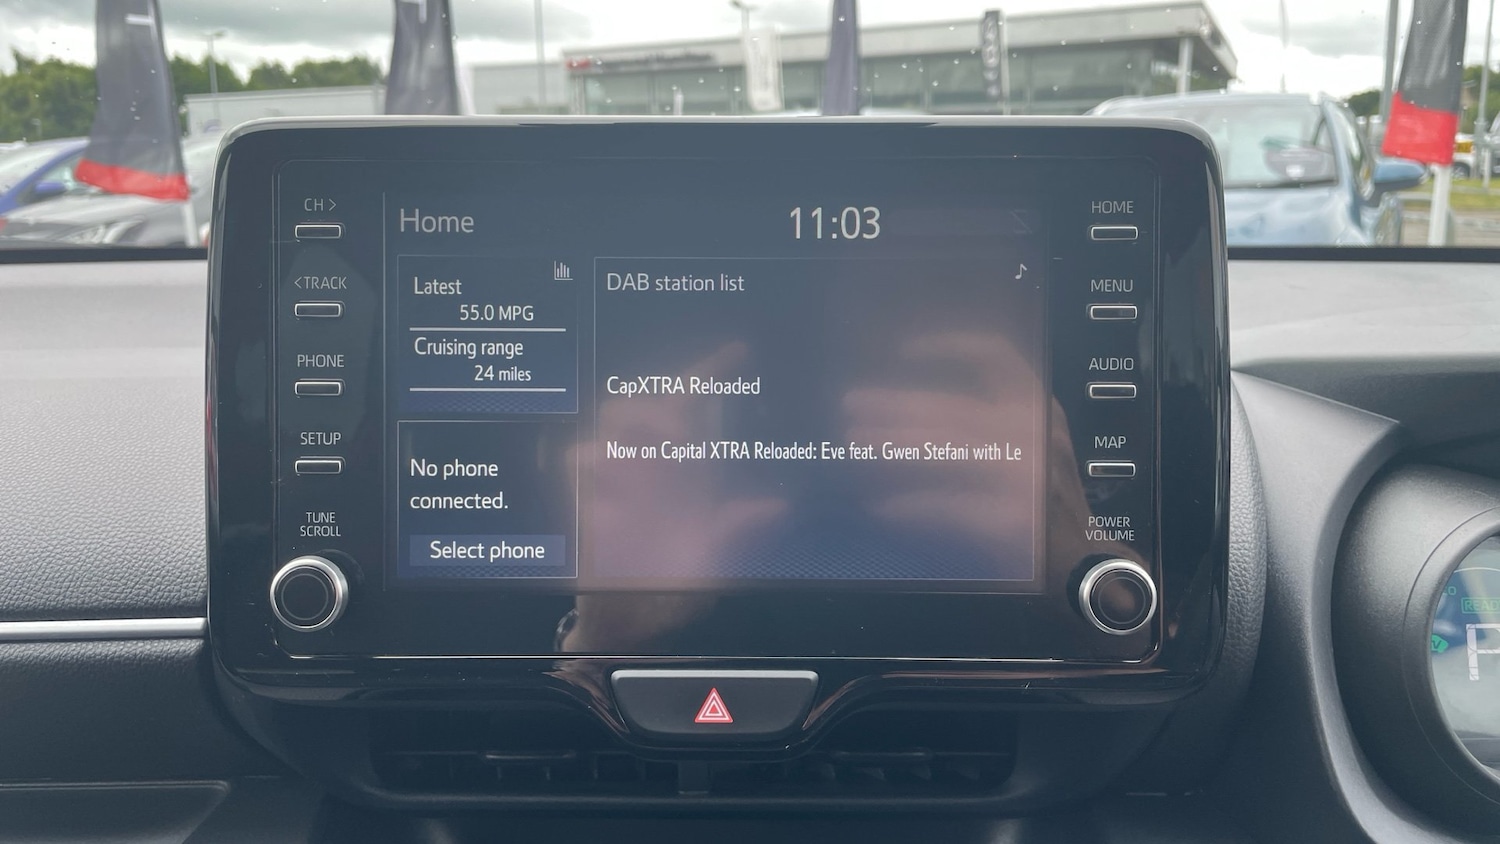 CH >
<TRACK
PHONE
SETUP
TUNE
SCROLL
Home
11:03
Latest
55.0 MPG
Cruising range
24 miles
No phone
connected.
Select phone
DAB station list
CapXTRA Reloaded
Now on Capital XTRA Reloaded: Eve feat. Gwen Stefani with Le
HOME
MENU
AUDIO
MAP
POWER
VOLUME
READ